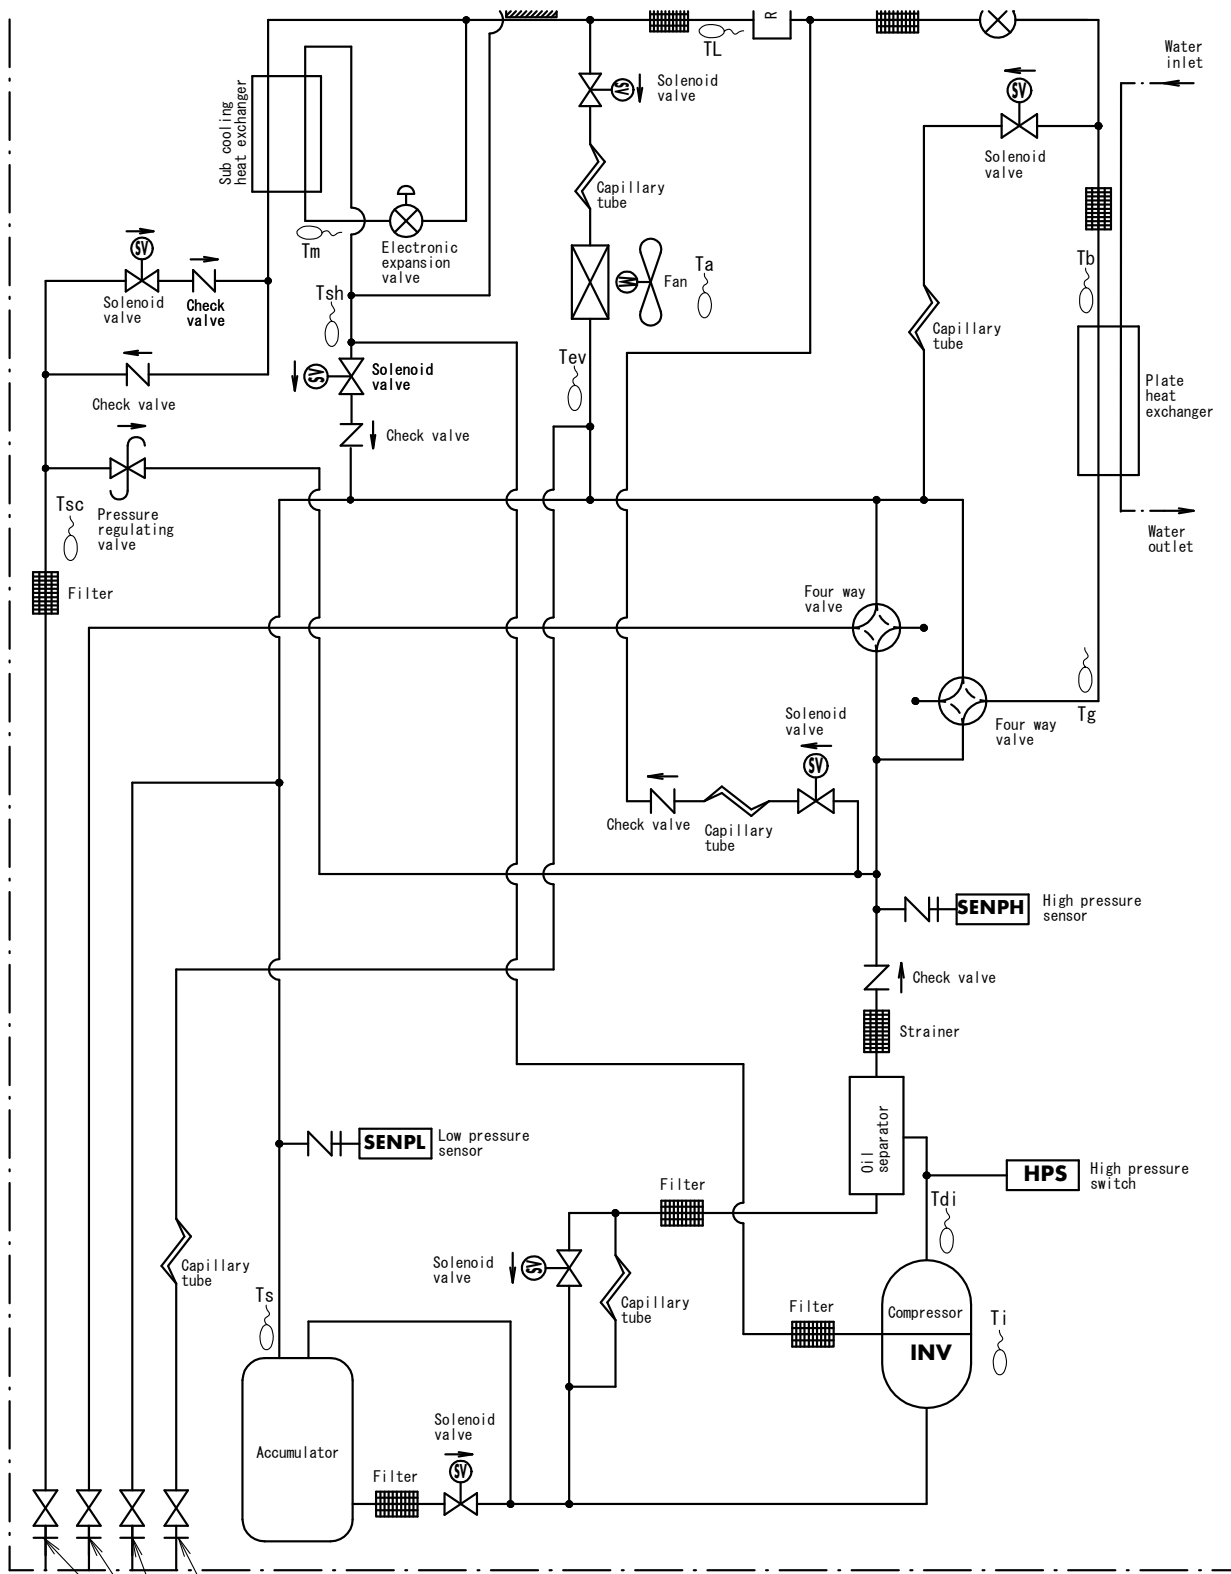 R
TL
Water
inlet
Solenoid
valve
SV
SV
Solenoid
valve
Sub cooling
heat exchanger
Capillary
tube
Tm
Electronic
expansion
valve
SV
Solenoid
valve
Check
valve
M
Fan
Ta
Tb
Tsh
Capillary
tube
SV
Solenoid
valve
Tev
Plate
heat
exchanger
Check valve
Check valve
Tsc
Pressure
regulating
valve
Water
outlet
Filter
Four way
valve
Solenoid
valve
SV
Tg
Four way
valve
Check valve
Capillary
tube
SENPH
High pressure
sensor
Check valve
Strainer
Oil
separator
SENPL
Low pressure
sensor
HPS
High pressure
switch
Filter
Tdi
Capillary
tube
Solenoid
valve
SV
Capillary
tube
Ts
Filter
Compressor
INV
Ti
Solenoid
valve
SV
Accumulator
Filter